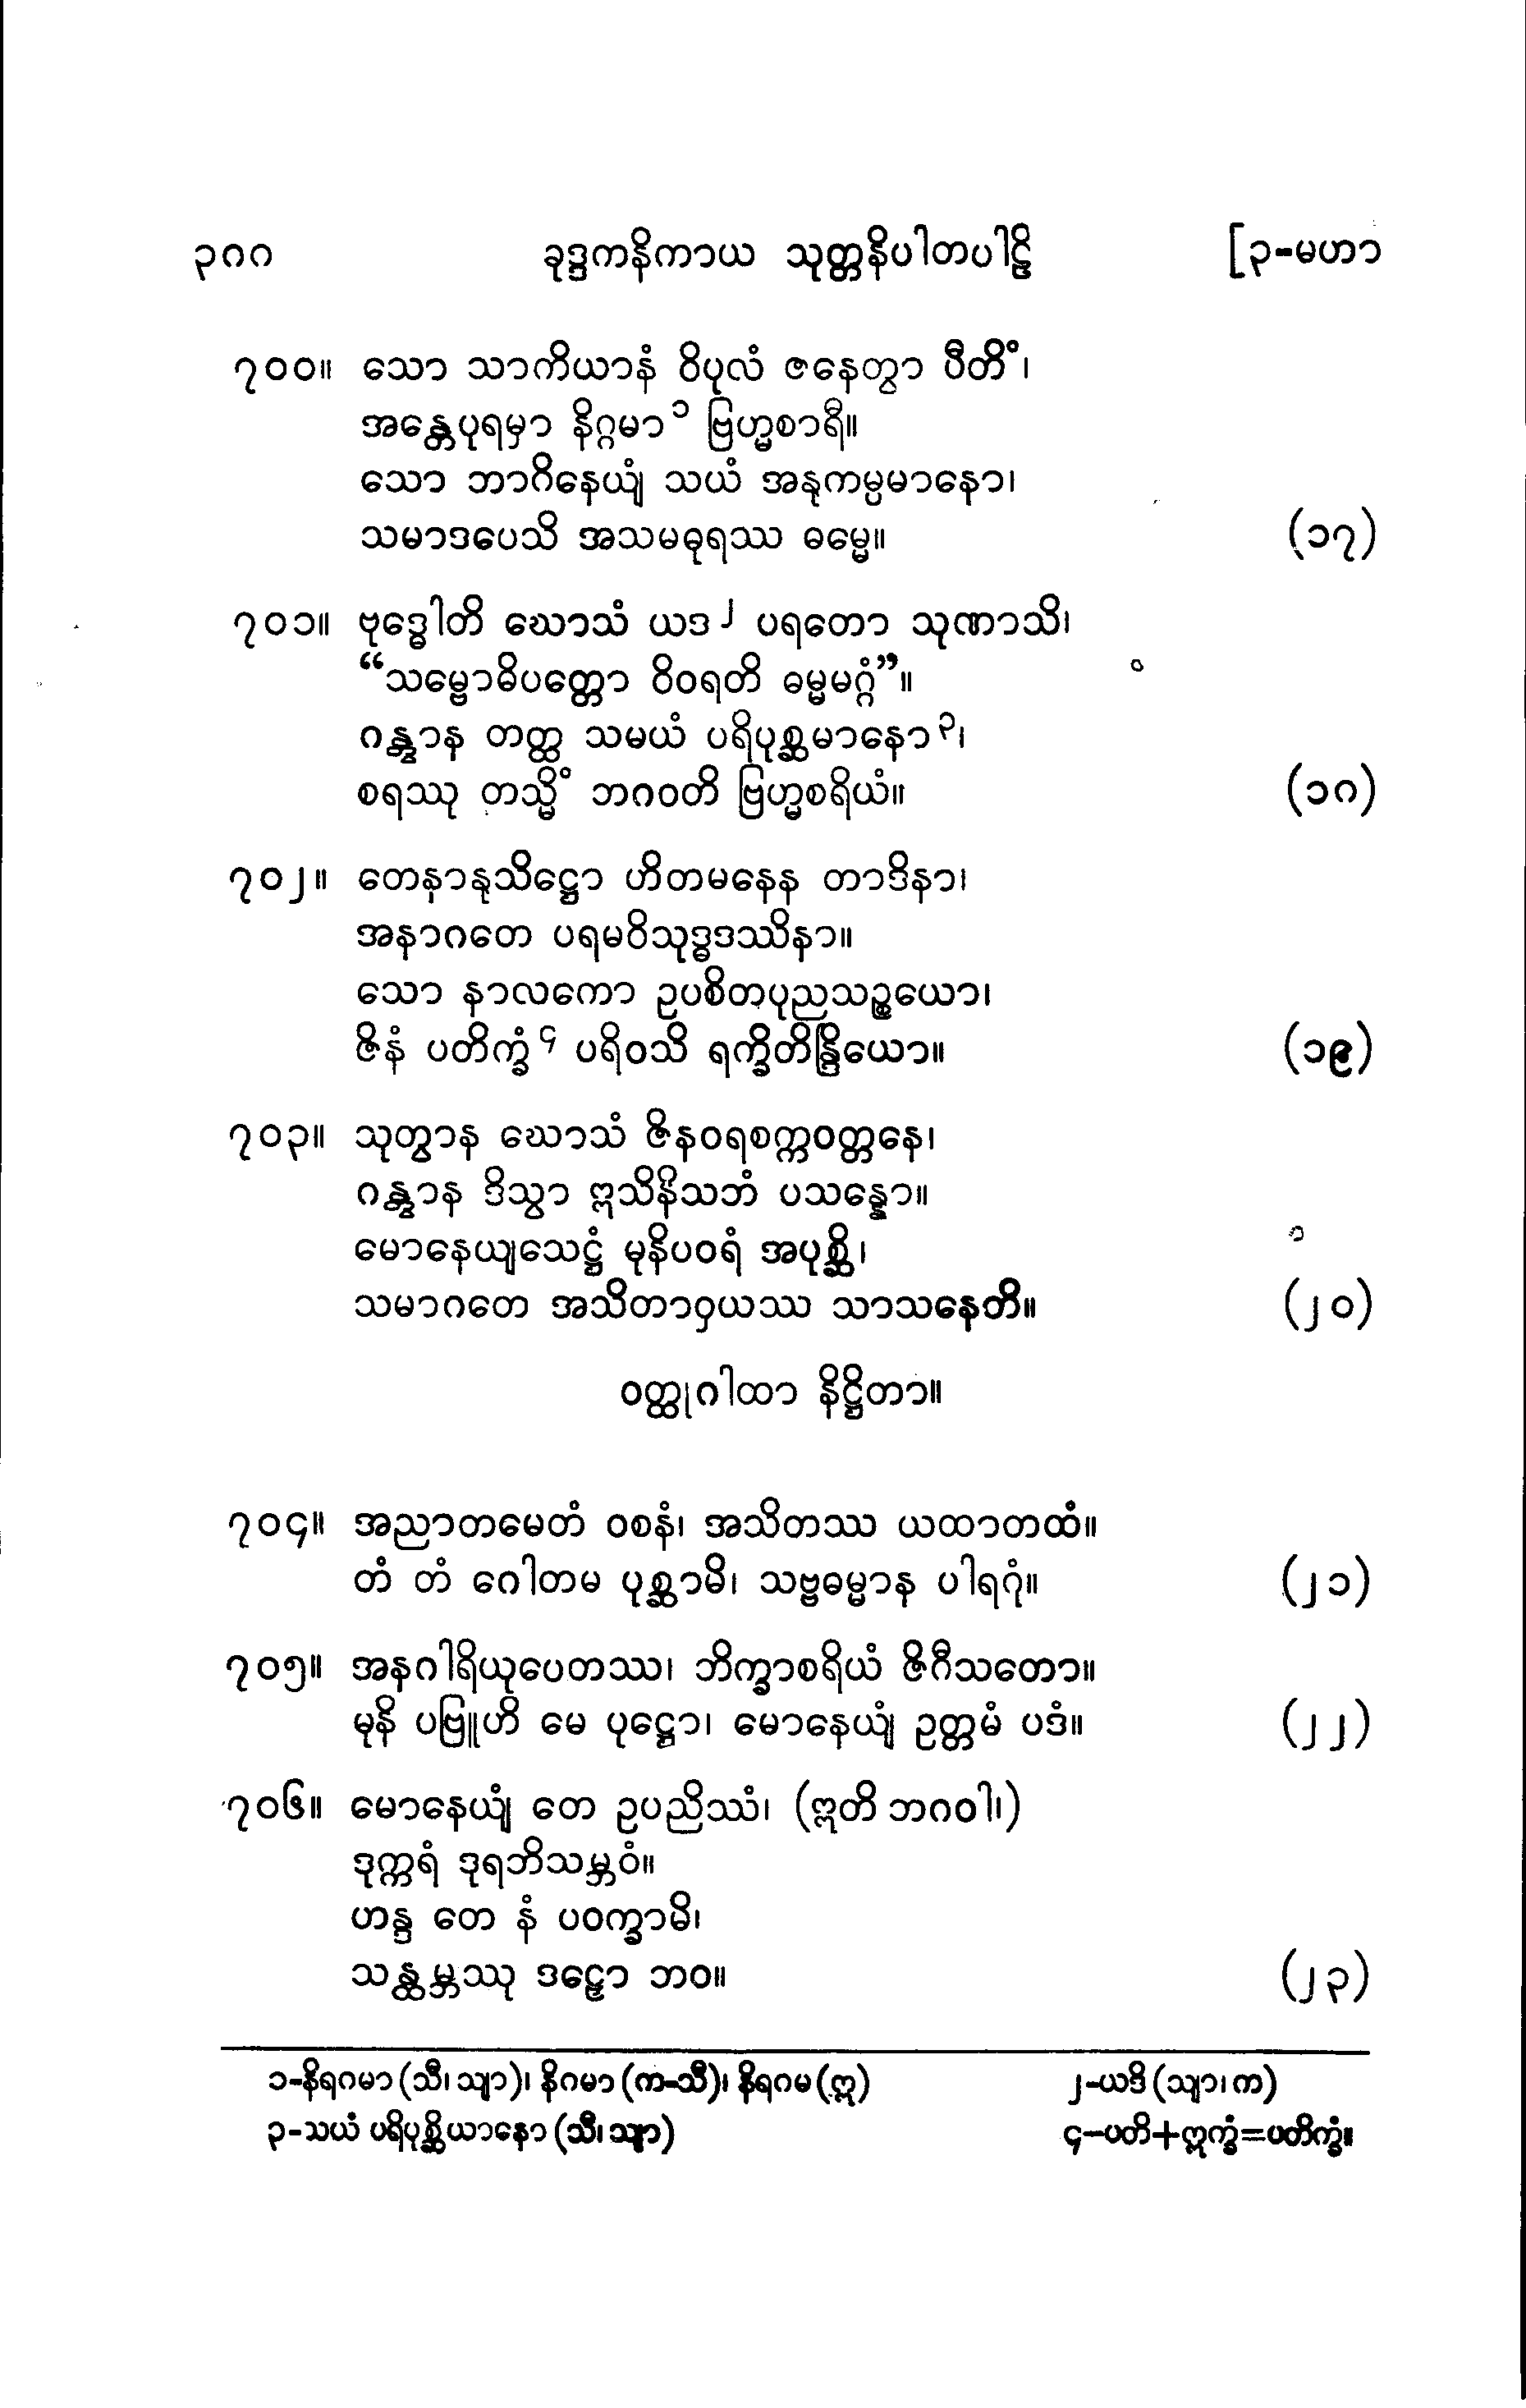 ၃၈၈ ခုဒ္ဒကနိကာယ သုတ္တနိပါတပါဠိ [၃-မဟာ
၇၀၀။ သော သာကိယာနံ ဝိပုလံ ဇနေတွာ ပီတိံ၊
အန္တေပုရမှာ နိဂ္ဂမာ ၁ ဗြဟ္မစာရီ။
သော ဘာဂိနေယျံ သယံ အနုကမ္ပမာနော၊
သမာဒပေသိ အသမဓုရဿ ဓမ္မေ။ (၁၇)
၇၀၁။ ဗုဒ္ဓေါတိ ဃောသံ ယဒ ၂ ပရတော သုဏာသိ၊
“သမ္ဗောဓိပတ္တော ဝိဝရတိ ဓမ္မမဂ္ဂံ”။
ဂန္တွာန တတ္ထ သမယံ ပရိပုစ္ဆမာနော ၃၊
စရဿု တသ္မိံ ဘဂဝတိ ဗြဟ္မစရိယံ။ (၁၈)
၇၀၂။ တေနာနုသိဋ္ဌော ဟိတမနေန တာဒိနာ၊
အနာဂတေ ပရမဝိသုဒ္ဓဒဿိနာ။
သော နာလကော ဥပစိတပုညသဉ္စယော၊
ဇိနံ ပတိက္ခံ ၄ ပရိဝသိ ရက္ခိတိန္ဒြိယော။ (၁၉)
၇၀၃။ သုတွာန ဃောသံ ဇိနဝရစက္ကဝတ္တနေ၊
ဂန္တွာန ဒိသွာ ဣသိနိသဘံ ပသန္နော။
မောနေယျသေဋ္ဌံ မုနိပဝရံ အပုစ္ဆိ၊
သမာဂတေ အသိတာဝှယဿ သာသနေတိ။ (၂၀)
ဝတ္ထုဂါထာ နိဋ္ဌိတာ။
၇၀၄။ အညာတမေတံ ဝစနံ၊ အသိတဿ ယထာတထံ။
တံ တံ ဂေါတမ ပုစ္ဆာမိ၊ သဗ္ဗဓမ္မာန ပါရဂုံ။ (၂၁)
၇၀၅။ အနဂါရိယုပေတဿ၊ ဘိက္ခာစရိယံ ဇိဂီသတော။
မုနိ ပဗြူဟိ မေ ပုဋ္ဌော၊ မောနေယျံ ဥတ္တမံ ပဒံ။ (၂၂)
၇၀၆။ မောနေယျံ တေ ဥပညိဿံ၊ (ဣတိ ဘဂဝါ၊)
ဒုက္ကရံ ဒုရဘိသမ္ဘဝံ။
ဟန္ဒ တေ နံ ပဝက္ခာမိ၊
သန္ထမ္ဘဿု ဒဠှော ဘဝ။ (၂၃)
၁-နိရဂမာ (သီ၊ သျာ)၊ နိဂမာ (က-သီ)၊ နိရဂမ (ဣ) ၂-ယဒိ (သျာ၊ က)
၃-သယံ ပရိပုစ္ဆိယာနော (သီ၊ သျာ) ၄-ပတိ+ဣက္ခံ=ပတိက္ခံ။